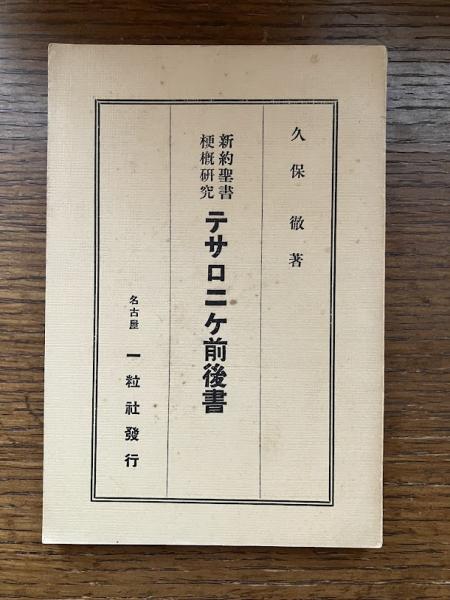 久保徹著
新約聖書
梗概研究
テサロニケ前後書
名古屋 一粒社發行